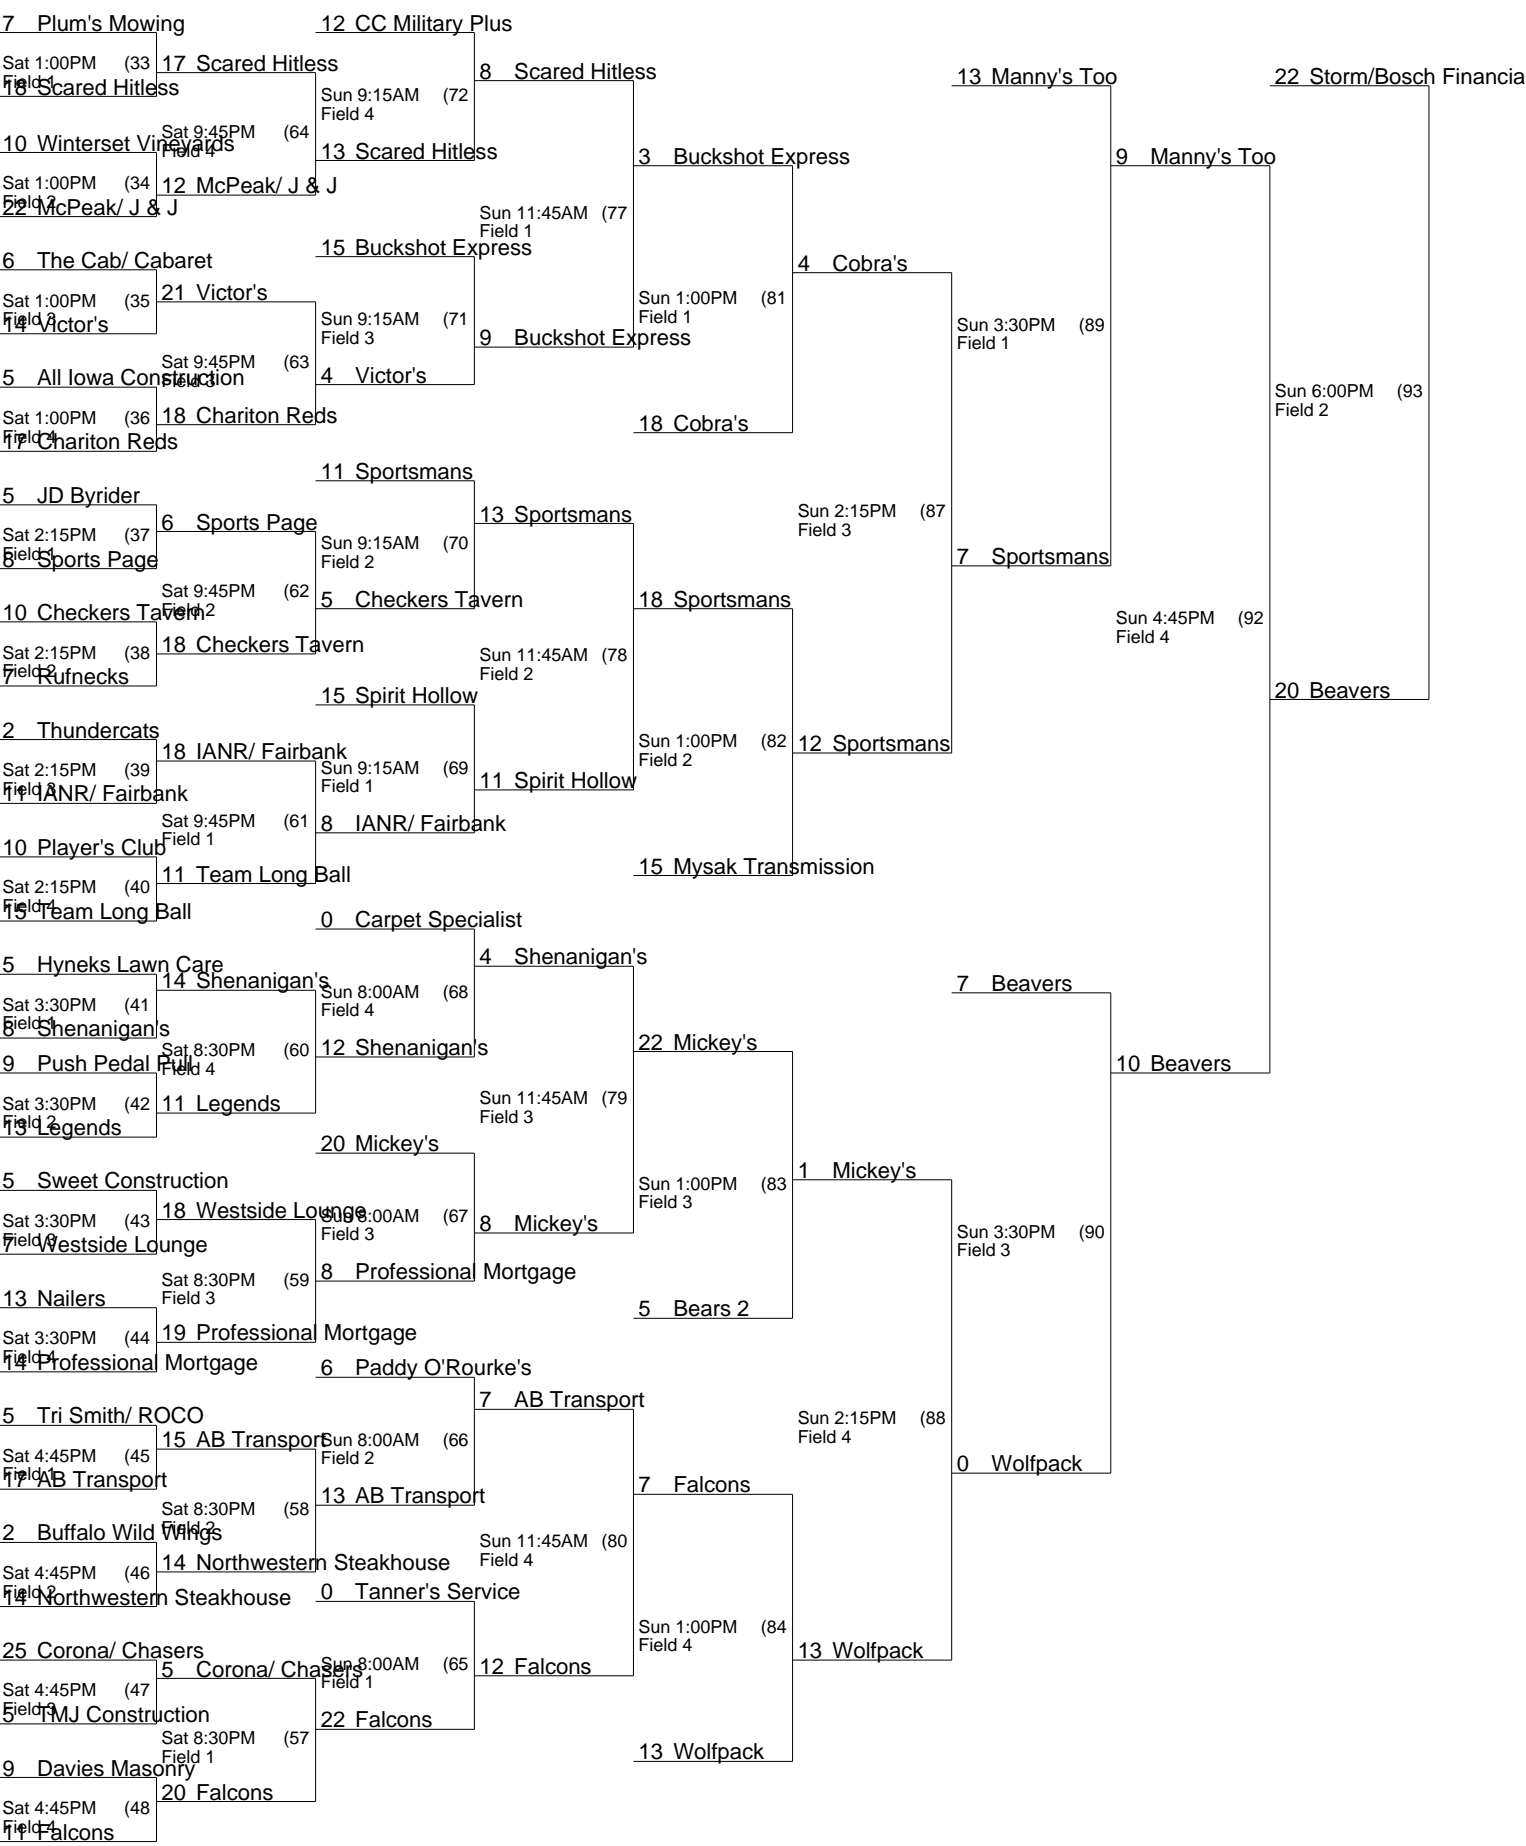 7 Plum's Mowing
Sat 1:00PM (33
Field 1
18 Scared Hitless
10 Winterset Vineyards
Sat 1:00PM (34
Field 2
22 McPeak/ J & J
6 The Cab/ Cabaret
Sat 1:00PM (35
Field 3
14 Victor's
5 All Iowa Construction
Sat 1:00PM (36
Field 4
17 Chariton Reds
5 JD Byrider
Sat 2:15PM (37
Field 1
8 Sports Page
10 Checkers Tavern
Sat 2:15PM (38
Field 2
7 Rufnecks
2 Thundercats
Sat 2:15PM (39
Field 3
11 IANR/ Fairbank
10 Player's Club
Sat 2:15PM (40
Field 4
15 Team Long Ball
5 Hyneks Lawn Care
Sat 3:30PM (41
Field 1
8 Shenanigan's
9 Push Pedal Pull
Sat 3:30PM (42
Field 2
13 Legends
5 Sweet Construction
Sat 3:30PM (43
Field 3
7 Westside Lounge
13 Nailers
Sat 3:30PM (44
Field 4
14 Professional Mortgage
5 Tri Smith/ ROCO
Sat 4:45PM (45
Field 1
17 AB Transport
2 Buffalo Wild Wings
Sat 4:45PM (46
Field 2
14 Northwestern Steakhouse
25 Corona/ Chasers
Sat 4:45PM (47
Field 3
5 TMJ Construction
9 Davies Masonry
Sat 4:45PM (48
Field 4
11 Falcons
17 Scared Hitless
Sat 9:45PM (64
Field 4
12 McPeak/ J & J
21 Victor's
Sat 9:45PM (63
Field 3
18 Chariton Reds
6 Sports Page
Sat 9:45PM (62
Field 2
18 Checkers Tavern
18 IANR/ Fairbank
Sat 9:45PM (61
Field 1
11 Team Long Ball
14 Shenanigan's
Sat 8:30PM (60
Field 4
11 Legends
18 Westside Lounge
Sat 8:30PM (59
Field 3
19 Professional Mortgage
15 AB Transport
Sat 8:30PM (58
Field 2
14 Northwestern Steakhouse
5 Corona/ Chasers
Sat 8:30PM (57
Field 1
20 Falcons
12 CC Military Plus
Sun 9:15AM (72
Field 4
13 Scared Hitless
15 Buckshot Express
Sun 9:15AM (71
Field 3
4 Victor's
11 Sportsmans
Sun 9:15AM (70
Field 2
5 Checkers Tavern
15 Spirit Hollow
Sun 9:15AM (69
Field 1
8 IANR/ Fairbank
0 Carpet Specialist
Sun 8:00AM (68
Field 4
12 Shenanigan's
20 Mickey's
Sun 8:00AM (67
Field 3
8 Professional Mortgage
6 Paddy O'Rourke's
Sun 8:00AM (66
Field 2
13 AB Transport
0 Tanner's Service
Sun 8:00AM (65
Field 1
22 Falcons
8 Scared Hitless
Sun 11:45AM (77
Field 1
9 Buckshot Express
13 Sportsmans
Sun 11:45AM (78
Field 2
11 Spirit Hollow
4 Shenanigan's
Sun 11:45AM (79
Field 3
8 Mickey's
7 AB Transport
Sun 11:45AM (80
Field 4
12 Falcons
3 Buckshot Express
Sun 1:00PM (81
Field 1
18 Cobra's
18 Sportsmans
Sun 1:00PM (82
Field 2
15 Mysak Transmission
22 Mickey's
Sun 1:00PM (83
Field 3
5 Bears 2
7 Falcons
Sun 1:00PM (84
Field 4
13 Wolfpack
4 Cobra's
Sun 2:15PM (87
Field 3
12 Sportsmans
1 Mickey's
Sun 2:15PM (88
Field 4
13 Wolfpack
13 Manny's Too
Sun 3:30PM (89
Field 1
7 Sportsmans
7 Beavers
Sun 3:30PM (90
Field 3
0 Wolfpack
9 Manny's Too
Sun 4:45PM (92
Field 4
10 Beavers
22 Storm/Bosch Financia
Sun 6:00PM (93
Field 2
20 Beavers